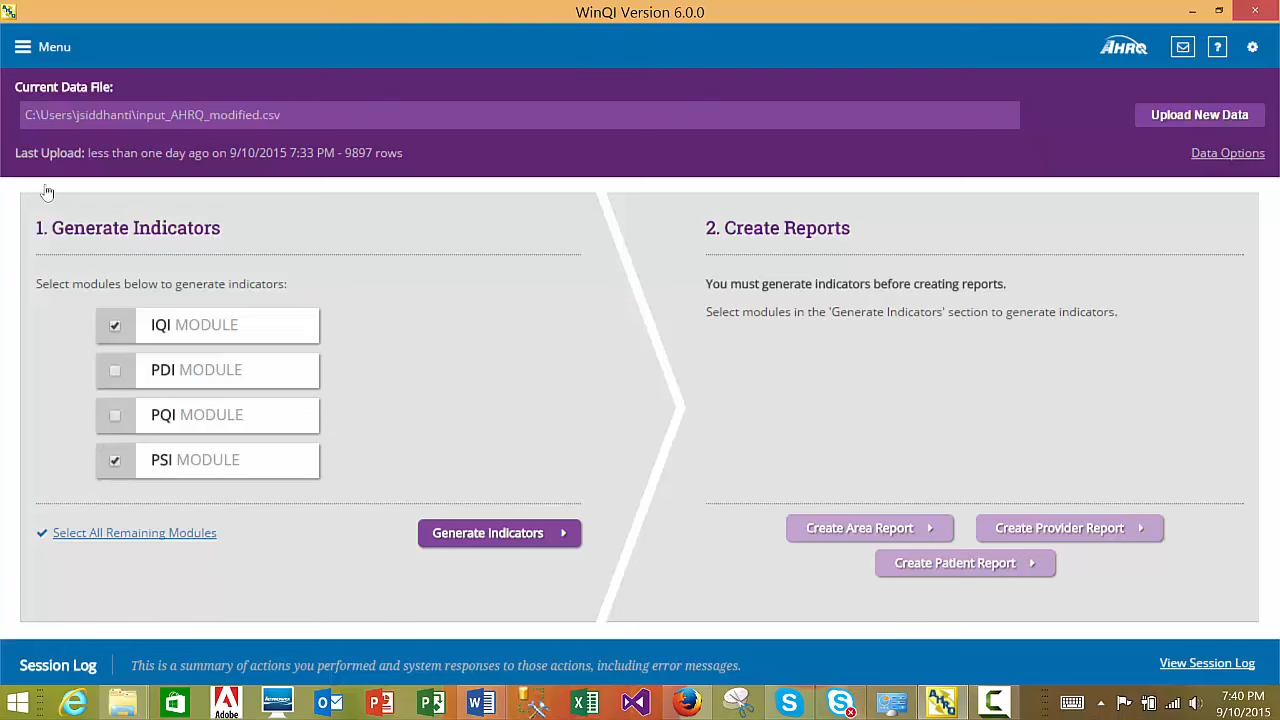 WinQI Version 6.0.0
Menu
AHRQ
?
Current Data File:
C:\Users\jsiddhanti\input_AHRQ_modified.csv
Upload New Data
Last Upload: less than one day ago on 9/10/2015 7:33 PM - 9897 rows
Data Options
1. Generate Indicators
Select modules below to generate indicators:
IQI MODULE
PDI MODULE
PQI MODULE
PSI MODULE
Select All Remaining Modules
Generate Indicators
2. Create Reports
You must generate indicators before creating reports.
Select modules in the 'Generate Indicators' section to generate indicators.
Create Area Report
Create Provider Report
Create Patient Report
Session Log
This is a summary of actions you performed and system responses to those actions, including error messages.
View Session Log
Adobe
7:40 PM
9/10/2015